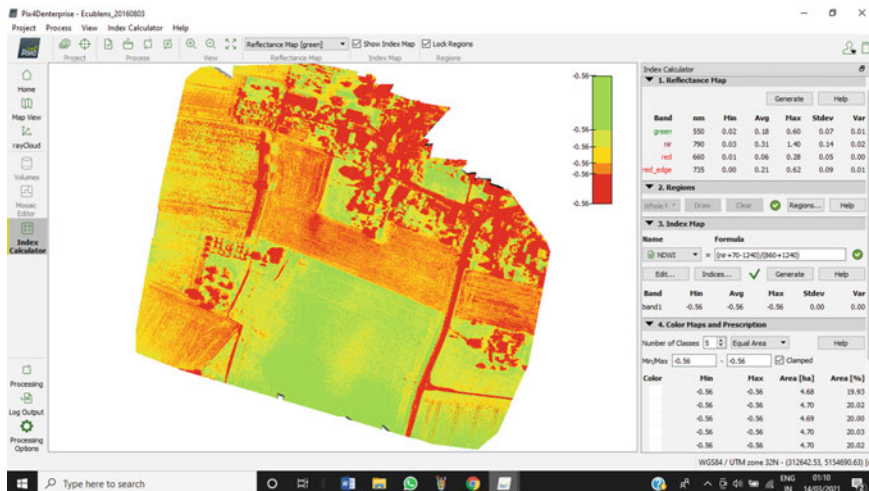 Pix4Denterprise - Ecublens_20160803
Project Process View Index Calculator Help
Reflectance Map [green] Show Index Map Lock Regions
Project Process View Reflectance Map Index Map Regions
Home
Map View
rayCloud
Volumes
Mosaic Editor
Index Calculator
Processing
Log Output
Processing Options
-0.56
-0.56
-0.56
-0.56
-0.56
-0.56
Index Calculator
1. Reflectance Map
Generate Help
Band nm Min Avg Max Stdev Var
green 550 0.02 0.18 0.60 0.07 0.01
nir 790 0.03 0.31 1.40 0.14 0.02
red 660 0.01 0.06 0.28 0.05 0.00
red_edge 735 0.00 0.21 0.62 0.09 0.01
2. Regions
Draw Clear Regions... Help
3. Index Map
Name Formula
NDWI = (nir+70-1240)/(860+1240)
Edit... Indices... Generate Help
Band Min Avg Max Stdev Var
band1 -0.56 -0.56 -0.56 0.00 0.00
4. Color Maps and Prescription
Number of Classes 5 Equal Area Help
Min/Max -0.56 - -0.56 Clamped
Color Min Max Area [ha] Area [%]
-0.56 -0.56 4.68 19.93
-0.56 -0.56 4.70 20.02
-0.56 -0.56 4.69 20.00
-0.56 -0.56 4.70 20.03
-0.56 -0.56 4.70 20.02
WGS84 / UTM zone 32N - (312642.53, 5154690.63)
Type here to search
ENG
IN
01:10
14/03/2021